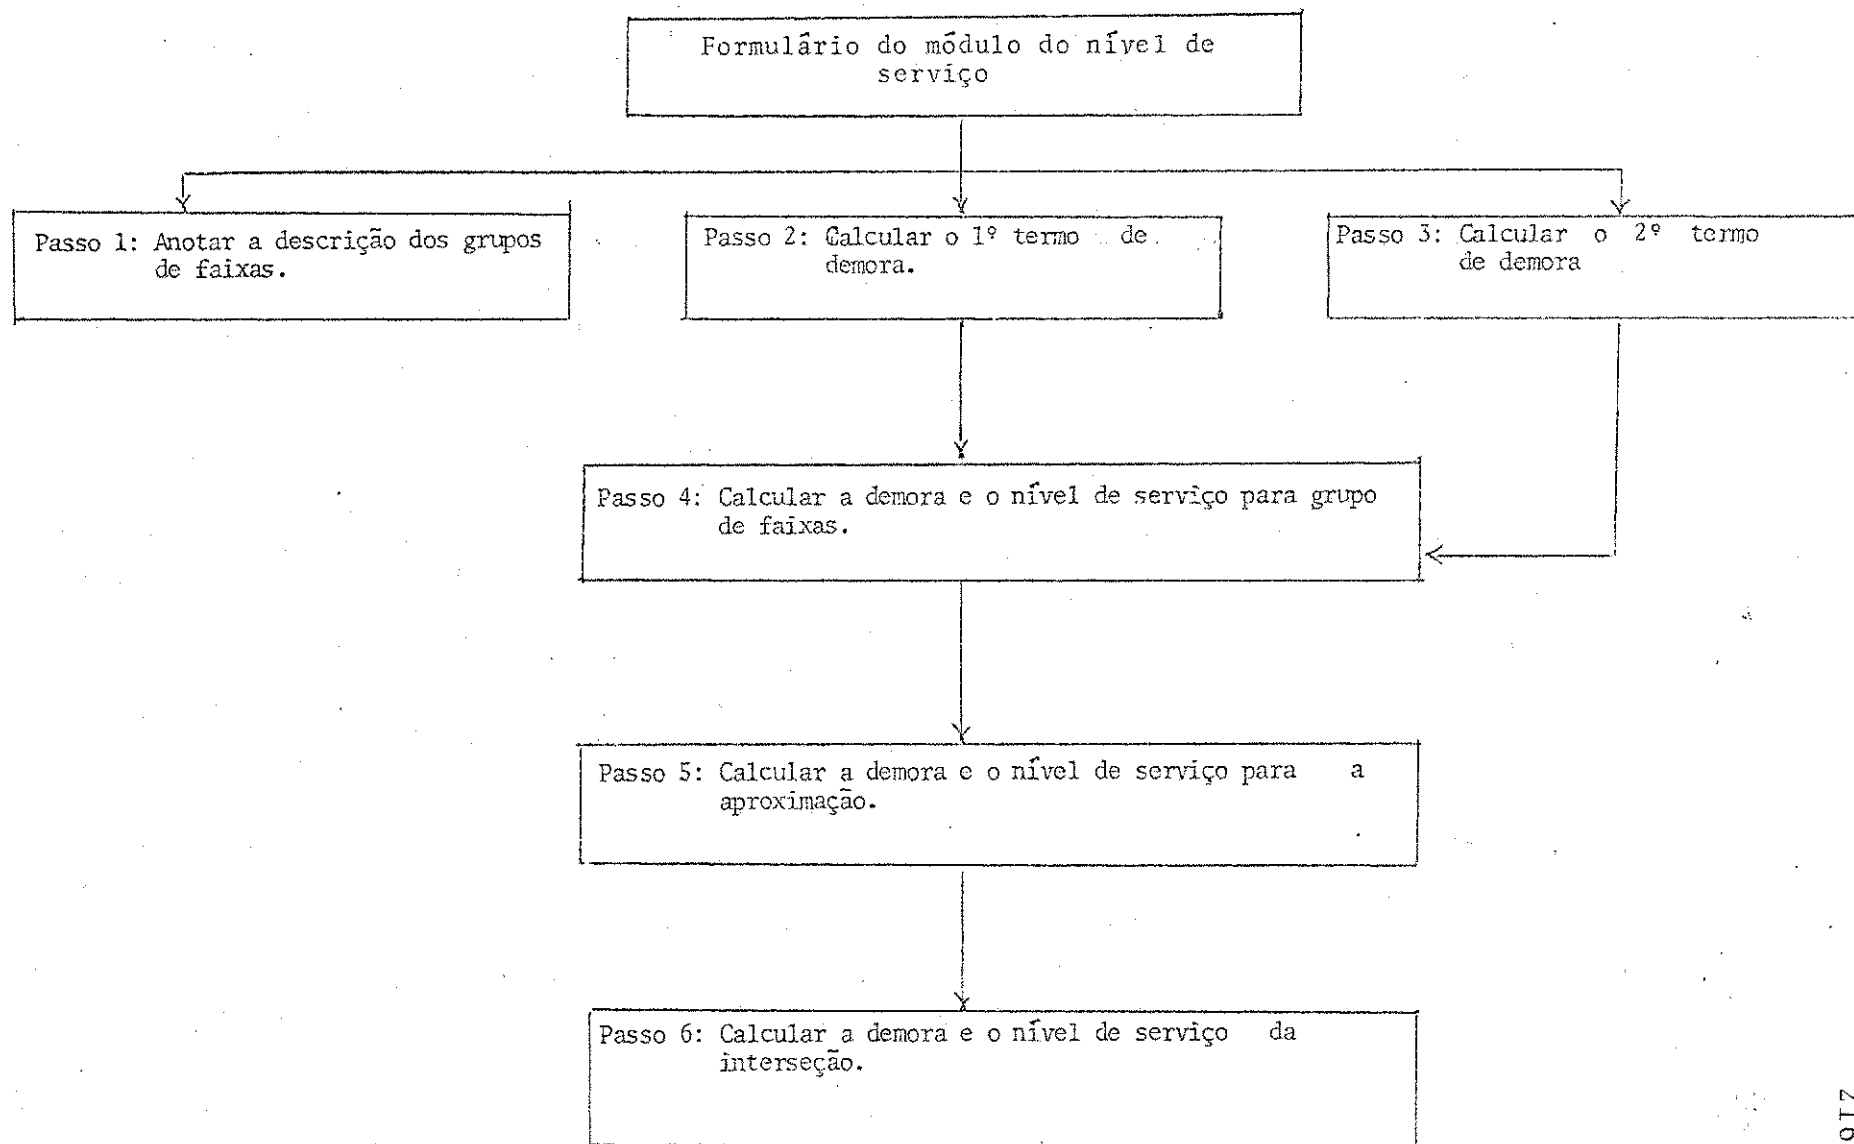 Formulário do módulo do nível de
serviço
Passo 1: Anotar a descrição dos grupos
de faixas.
Passo 2: Calcular o 1º termo de
demora.
Passo 3: Calcular o 2º termo
de demora
Passo 4: Calcular a demora e o nível de serviço para grupo
de faixas.
Passo 5: Calcular a demora e o nível de serviço para a
aproximação.
Passo 6: Calcular a demora e o nível de serviço da
interseção.